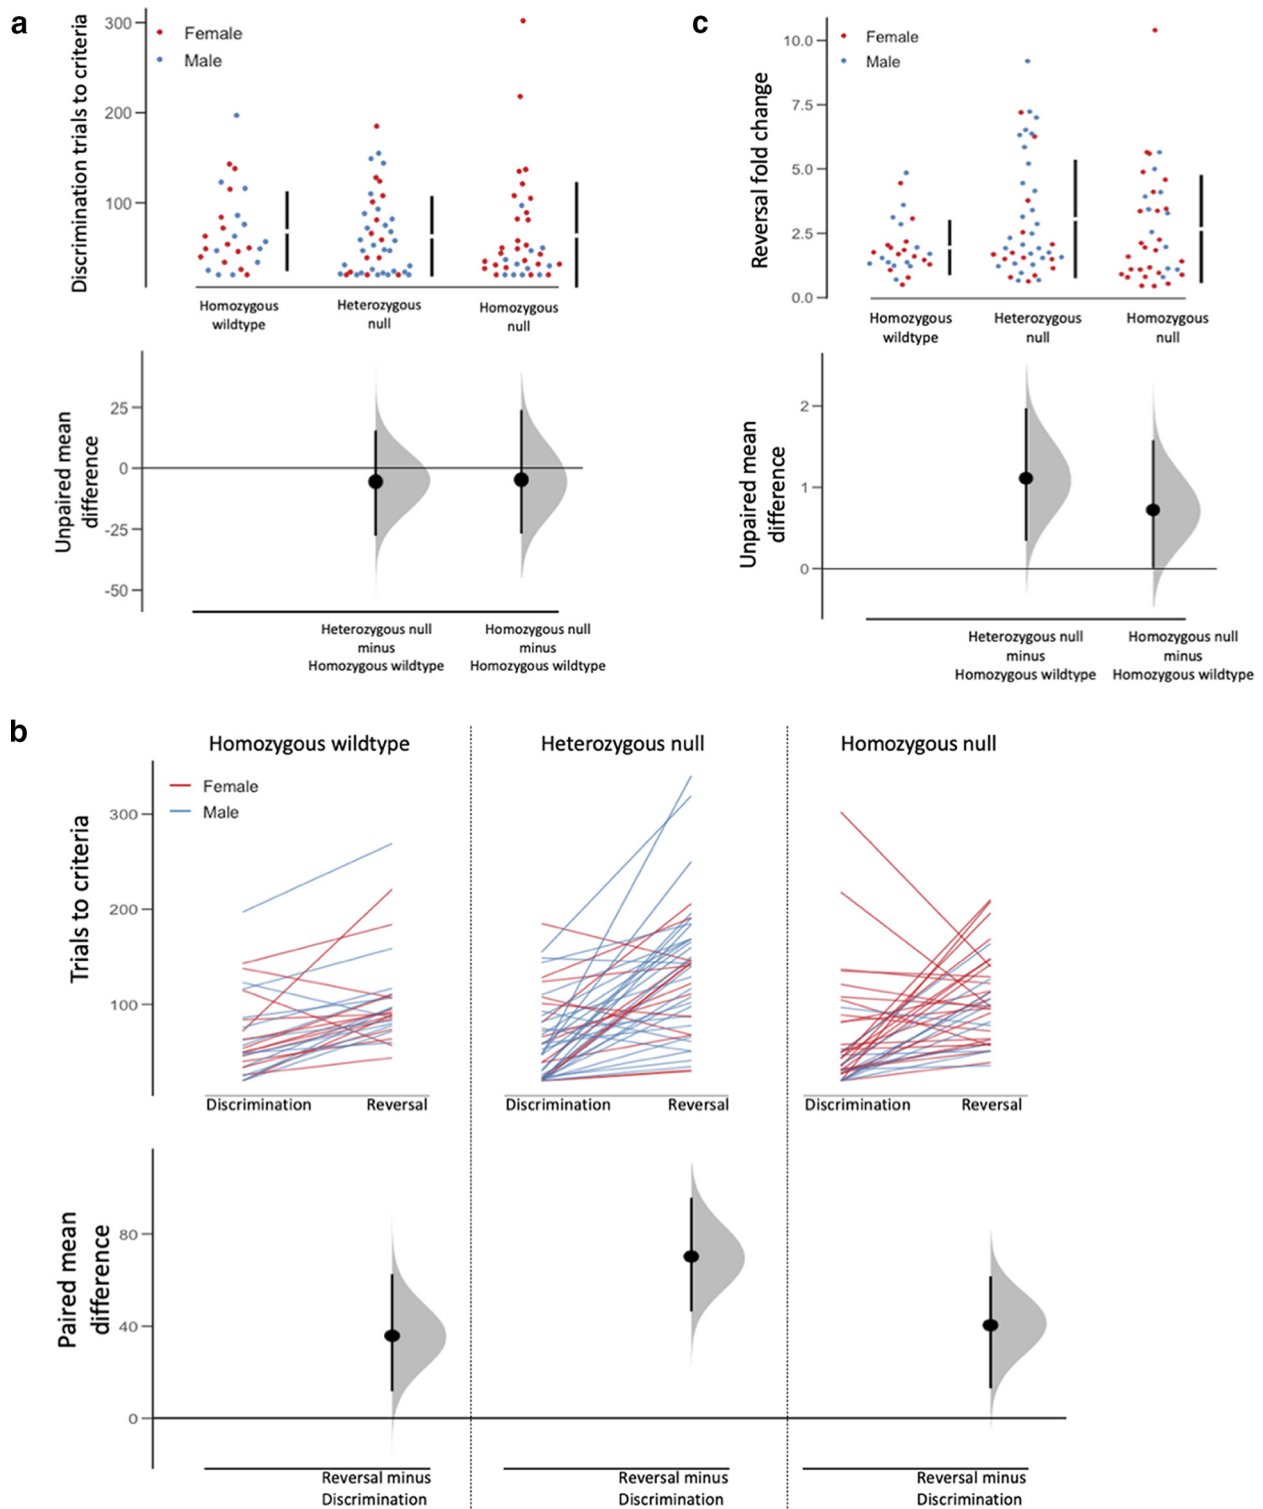 a
Discrimination trials to criteria
300
200
100
Female
Male
Homozygous
wildtype
Heterozygous
null
Homozygous
null
Unpaired mean
difference
25
0
-25
-50
Heterozygous null
minus
Homozygous wildtype
Homozygous null
minus
Homozygous wildtype
c
Reversal fold change
10.0
7.5
5.0
2.5
0.0
Female
Male
Homozygous
wildtype
Heterozygous
null
Homozygous
null
Unpaired mean
difference
2
1
0
Heterozygous null
minus
Homozygous wildtype
Homozygous null
minus
Homozygous wildtype
b
Homozygous wildtype
Heterozygous null
Homozygous null
Trials to criteria
300
200
100
Female
Male
Discrimination Reversal
Discrimination Reversal
Discrimination Reversal
Paired mean
difference
80
40
0
Reversal minus
Discrimination
Reversal minus
Discrimination
Reversal minus
Discrimination